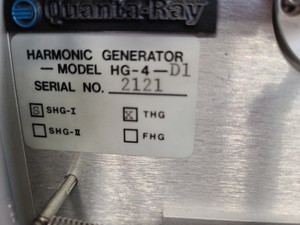 Quanta-Ray
HARMONIC GENERATOR
— MODEL HG-4-D1
SERIAL NO. 2121
S SHG-I X THG
SHG-II FHG